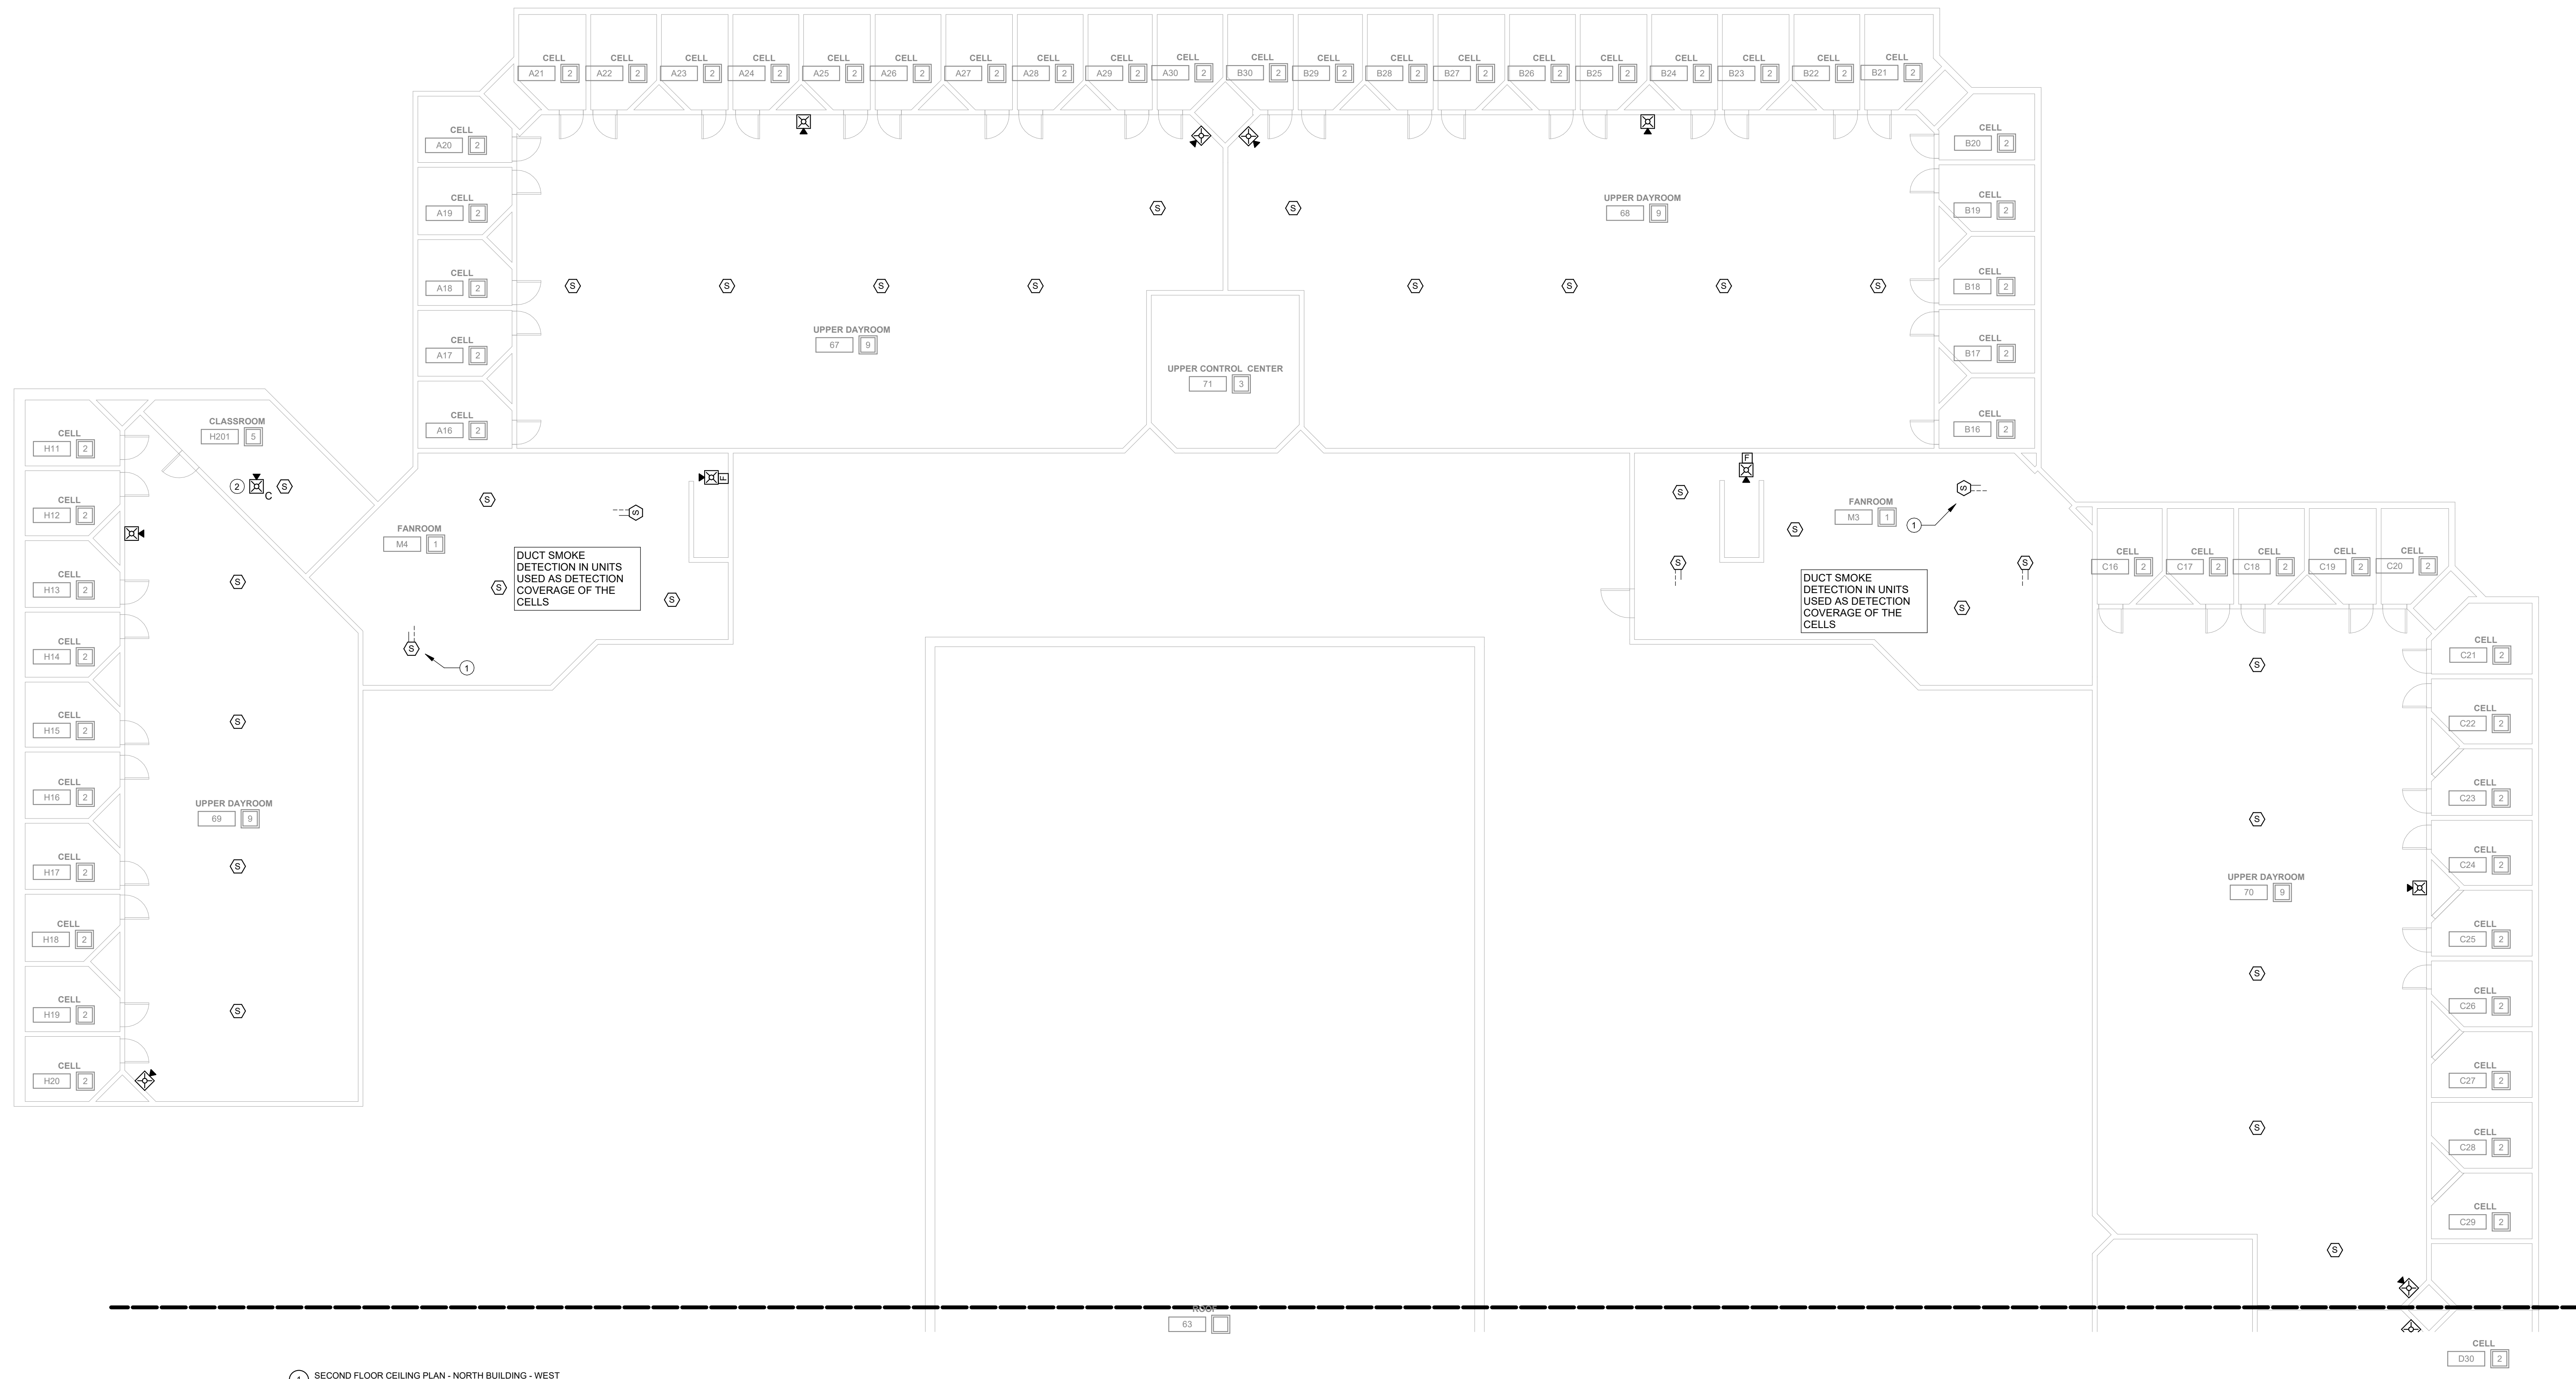 CELL
A21 2
CELL
A22 2
CELL
A23 2
CELL
A24 2
CELL
A25 2
CELL
A26 2
CELL
A27 2
CELL
A28 2
CELL
A29 2
CELL
A30 2
CELL
B30 2
CELL
B29 2
CELL
B28 2
CELL
B27 2
CELL
B26 2
CELL
B25 2
CELL
B24 2
CELL
B23 2
CELL
B22 2
CELL
B21 2
CELL
A20 2
CELL
A19 2
CELL
A18 2
CELL
A17 2
CELL
A16 2
S
S
S
S
S
UPPER DAYROOM
67 9
S
S
S
S
S
UPPER DAYROOM
68 9
UPPER CONTROL CENTER
71 3
CELL
B20 2
CELL
B19 2
CELL
B18 2
CELL
B17 2
CELL
B16 2
CLASSROOM
H201 5
2
C
S
CELL
H11 2
CELL
H12 2
CELL
H13 2
CELL
H14 2
CELL
H15 2
CELL
H16 2
CELL
H17 2
CELL
H18 2
CELL
H19 2
CELL
H20 2
S
S
UPPER DAYROOM
69 9
S
S
F
S
S
FANROOM
M4 1
DUCT SMOKE
DETECTION IN UNITS
USED AS DETECTION
COVERAGE OF THE
CELLS
S
S
S
1
F
S
S
S
FANROOM
M3 1
1
S
S
S
DUCT SMOKE
DETECTION IN UNITS
USED AS DETECTION
COVERAGE OF THE
CELLS
CELL
C16 2
CELL
C17 2
CELL
C18 2
CELL
C19 2
CELL
C20 2
CELL
C21 2
CELL
C22 2
CELL
C23 2
CELL
C24 2
CELL
C25 2
CELL
C26 2
CELL
C27 2
CELL
C28 2
CELL
C29 2
S
S
UPPER DAYROOM
70 9
S
S
S
ROOF
63
CELL
D30 2
1 SECOND FLOOR CEILING PLAN - NORTH BUILDING - WEST